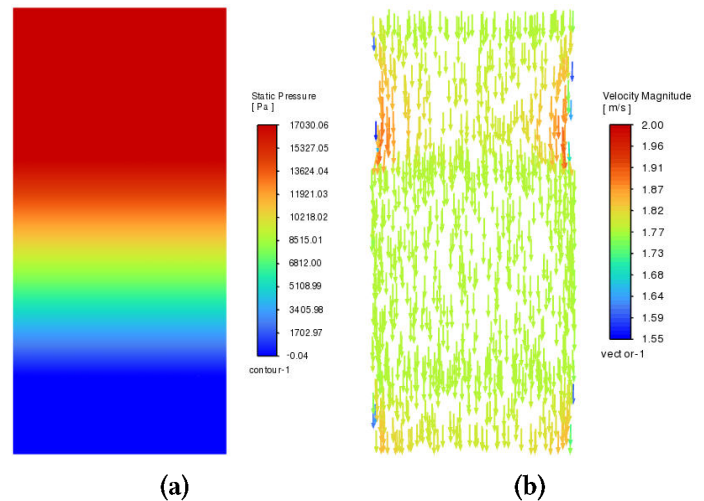 Static Pressure
[ Pa ]
17030.06
15327.05
13624.04
11921.03
10218.02
8515.01
6812.00
5108.99
3405.98
1702.97
-0.04
contour-1
(a)
Velocity Magnitude
[ m/s ]
2.00
1.96
1.91
1.87
1.82
1.77
1.73
1.68
1.64
1.59
1.55
vector-1
(b)